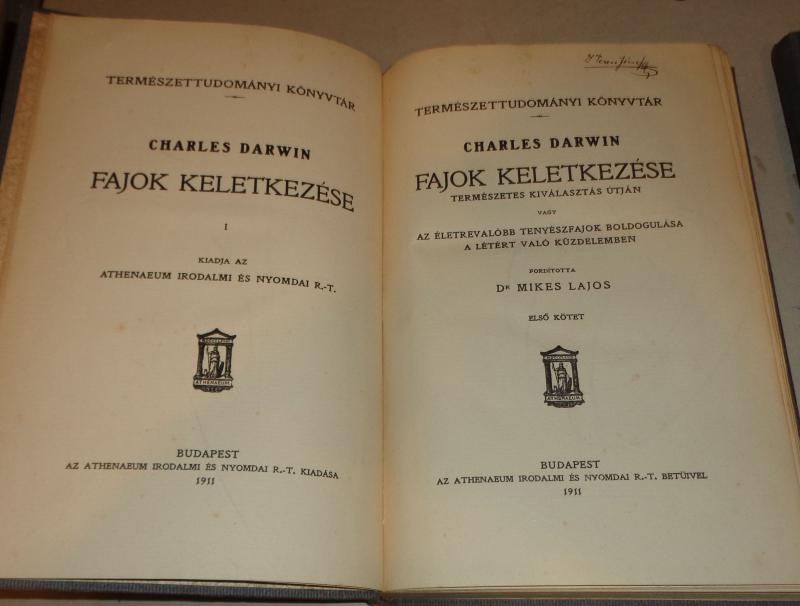 TERMÉSZETTUDOMÁNYI KÖNYVTÁR
CHARLES DARWIN
FAJOK KELETKEZÉSE
I
KIADJA AZ
ATHENAEUM IRODALMI ÉS NYOMDAI R.-T.
ATHENAEUM
BUDAPEST
AZ ATHENAEUM IRODALMI ÉS NYOMDAI R.-T. KIADÁSA
1911
TERMÉSZETTUDOMÁNYI KÖNYVTÁR
CHARLES DARWIN
FAJOK KELETKEZÉSE
TERMÉSZETES KIVÁLASZTÁS ÚTJÁN
VAGY
AZ ÉLETREVALÓBB TENYÉSZFAJOK BOLDOGULÁSA
A LÉTÉRT VALÓ KÜZDELEMBEN
FORDÍTOTTA
DR MIKES LAJOS
ELSŐ KÖTET
ATHENAEUM
BUDAPEST
AZ ATHENAEUM IRODALMI ÉS NYOMDAI R.-T. BETŰIVEL
1911